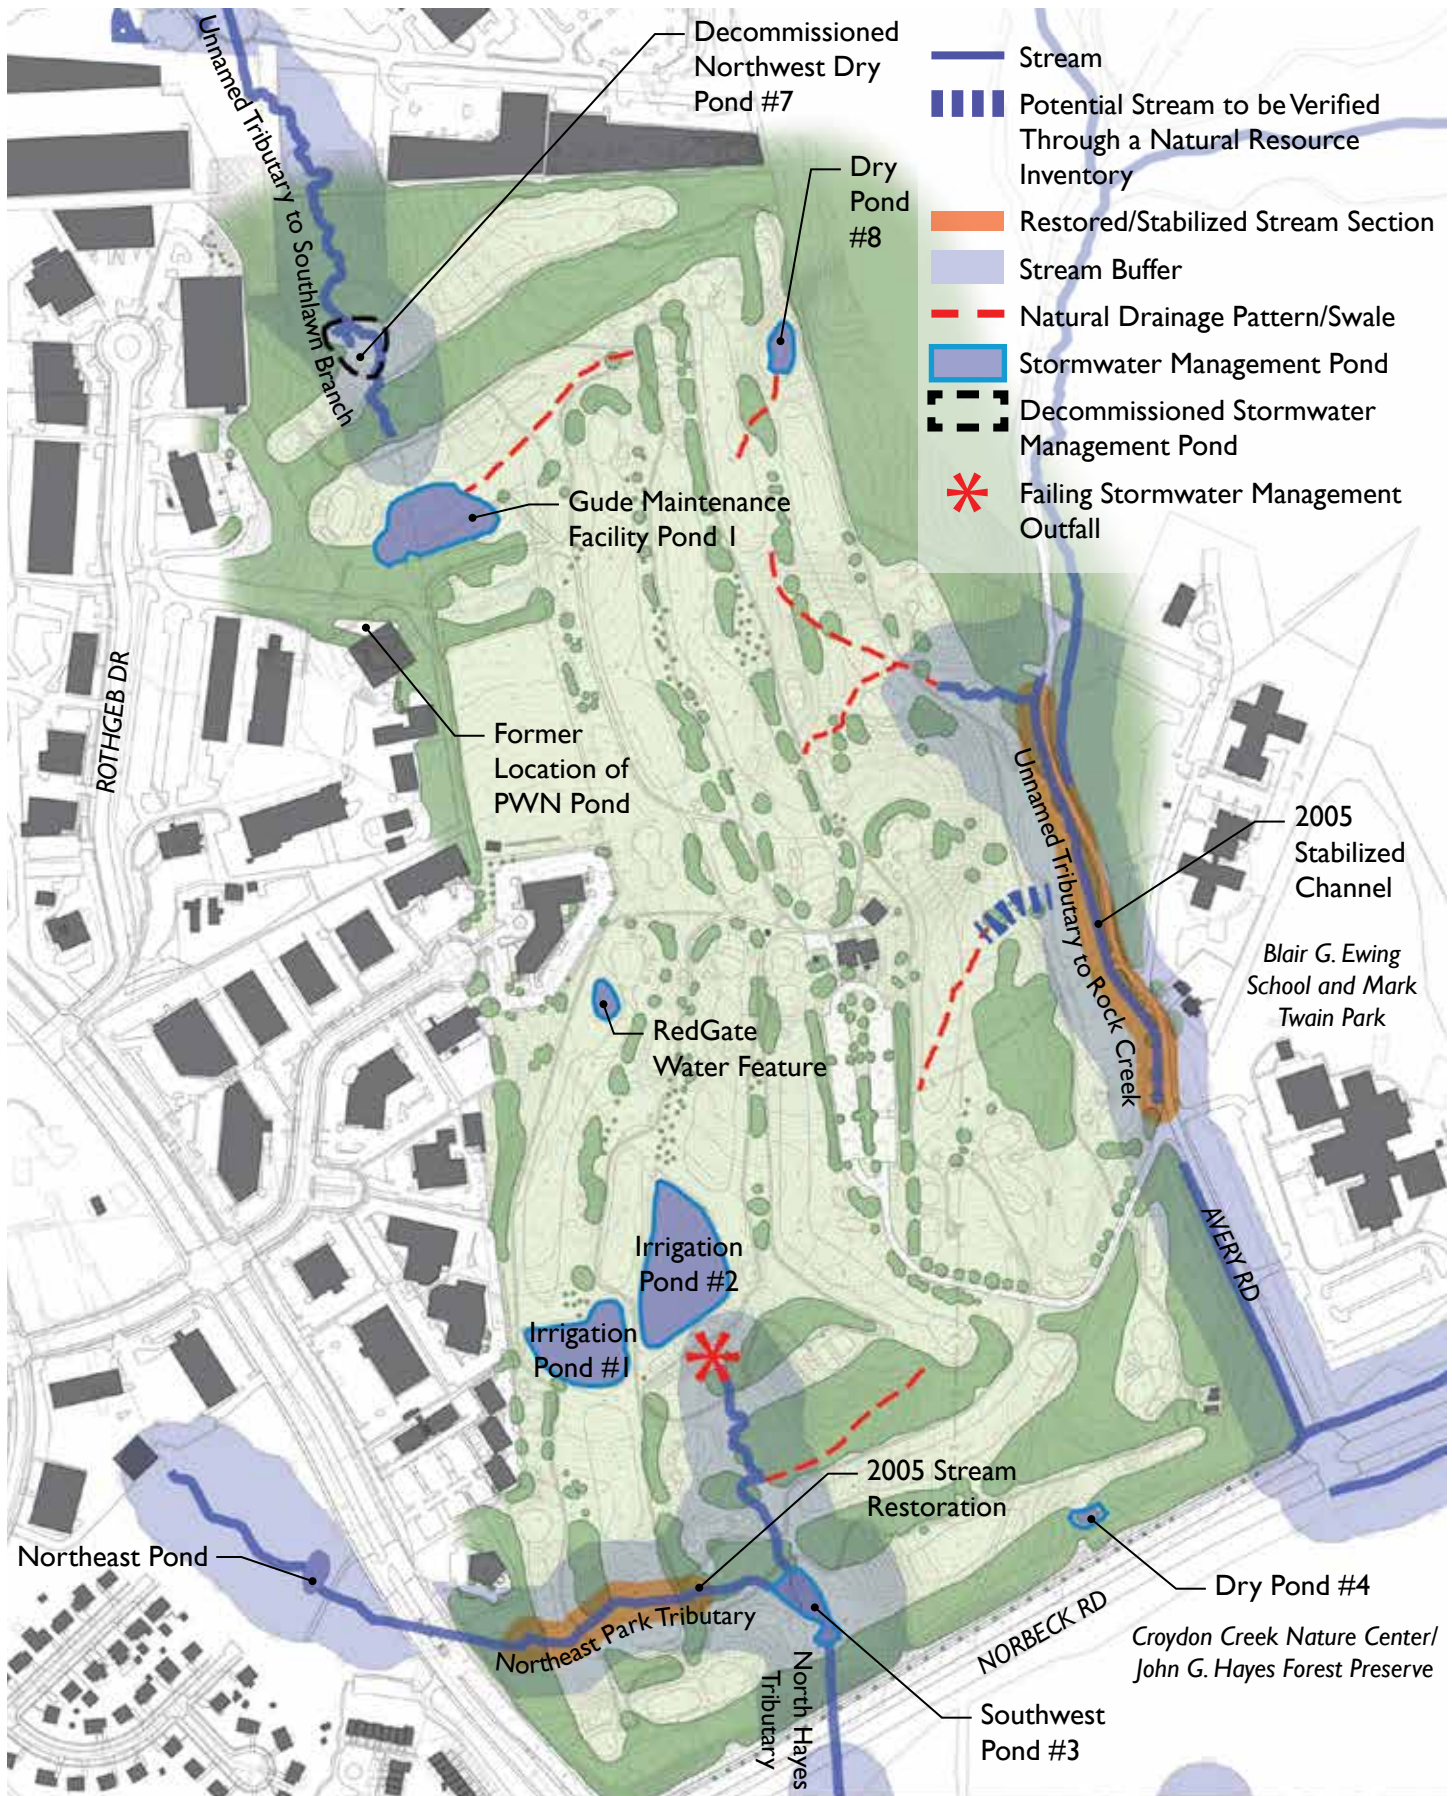 Decommissioned
Northwest Dry
Pond #7
Stream
Potential Stream to be Verified
Through a Natural Resource
Inventory
Restored/Stabilized Stream Section
Stream Buffer
Natural Drainage Pattern/Swale
Stormwater Management Pond
Decommissioned Stormwater
Management Pond
Failing Stormwater Management
Outfall
Unnamed Tributary to Southlawn Branch
Dry
Pond
#8
Gude Maintenance
Facility Pond 1
ROTHGEB DR
Former
Location of
PWN Pond
Unnamed Tributary to Rock Creek
2005
Stabilized
Channel
Blair G. Ewing
School and Mark
Twain Park
RedGate
Water Feature
AVERY RD
Irrigation
Pond #2
Irrigation
Pond #1
2005 Stream
Restoration
Northeast Pond
Northeast Park Tributary
Dry Pond #4
NORBECK RD
Croydon Creek Nature Center/
John G. Hayes Forest Preserve
North Hayes
Tributary
Southwest
Pond #3